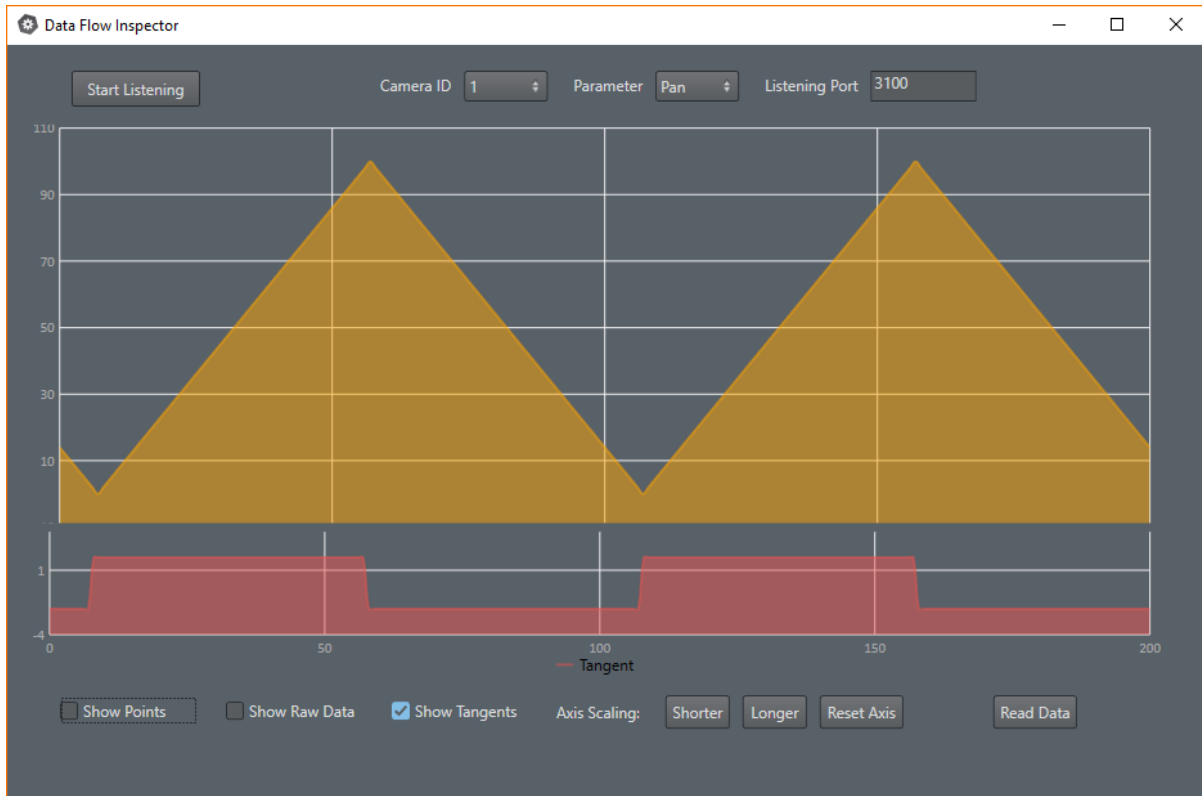 Data Flow Inspector
Start Listening
Camera ID 1 Parameter Pan Listening Port 3100
110
90
70
50
30
10
1
-4
0 50 100 150 200
Tangent
Show Points Show Raw Data Show Tangents Axis Scaling: Shorter Longer Reset Axis Read Data